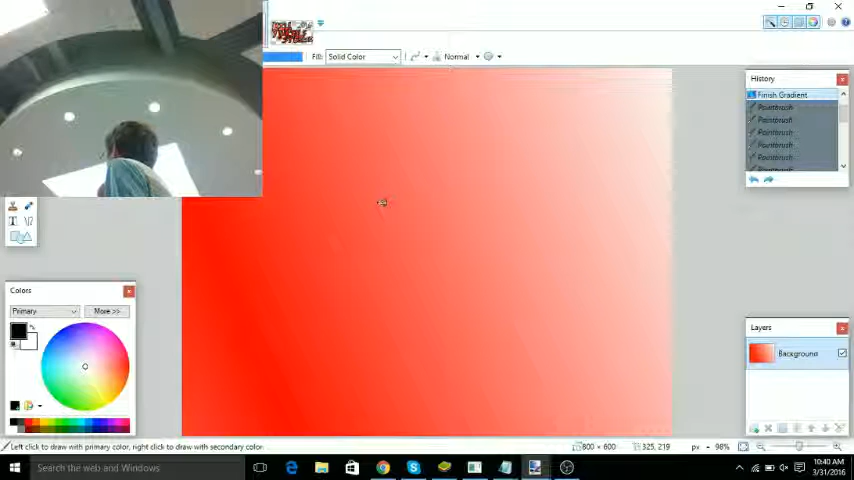 Fill: Solid Color
Normal
History
Finish Gradient
Paintbrush
Paintbrush
Paintbrush
Paintbrush
Paintbrush
Paintbrush
Colors
Primary
More >>
Layers
Background
Left click to draw with primary color, right click to draw with secondary color.
800 × 600
325, 219
px
98%
Search the web and Windows
10:40 AM
3/31/2016